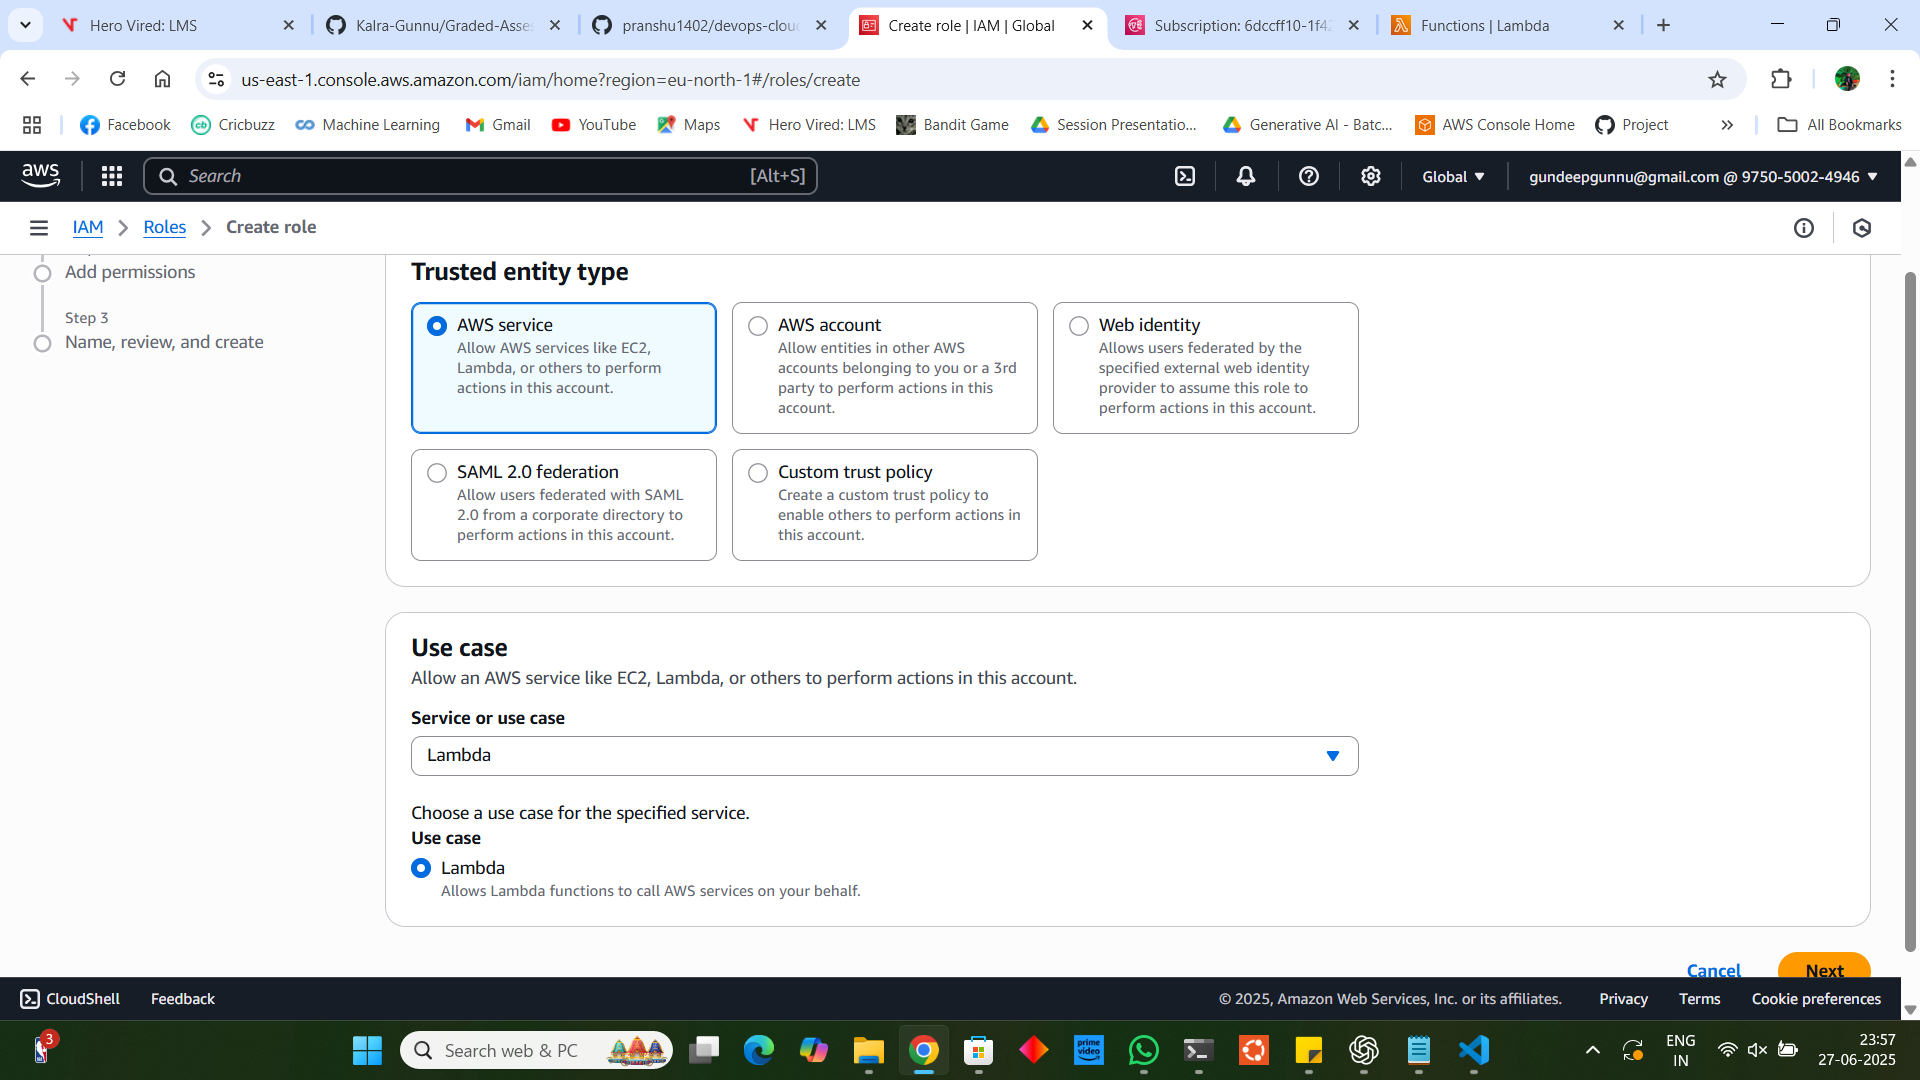 Hero Vired: LMS
Kalra-Gunnu/Graded-Asses
pranshu1402/devops-clou
Create role | IAM | Global
Subscription: 6dccff10-1f42
Functions | Lambda
us-east-1.console.aws.amazon.com/iam/home?region=eu-north-1#/roles/create
Facebook
Cricbuzz
Machine Learning
Gmail
YouTube
Maps
Hero Vired: LMS
Bandit Game
Session Presentatio...
Generative AI - Batc...
AWS Console Home
Project
All Bookmarks
aws
Search
[Alt+S]
Global
gundeepgunnu@gmail.com @ 9750-5002-4946
IAM
Roles
Create role
Add permissions
Step 3
Name, review, and create
Trusted entity type
AWS service
Allow AWS services like EC2,
Lambda, or others to perform
actions in this account.
AWS account
Allow entities in other AWS
accounts belonging to you or a 3rd
party to perform actions in this
account.
Web identity
Allows users federated by the
specified external web identity
provider to assume this role to
perform actions in this account.
SAML 2.0 federation
Allow users federated with SAML
2.0 from a corporate directory to
perform actions in this account.
Custom trust policy
Create a custom trust policy to
enable others to perform actions in
this account.
Use case
Allow an AWS service like EC2, Lambda, or others to perform actions in this account.
Service or use case
Lambda
Choose a use case for the specified service.
Use case
Lambda
Allows Lambda functions to call AWS services on your behalf.
Cancel
Next
CloudShell
Feedback
© 2025, Amazon Web Services, Inc. or its affiliates.
Privacy
Terms
Cookie preferences
3
Search web & PC
prime video
ENG
IN
23:57
27-06-2025